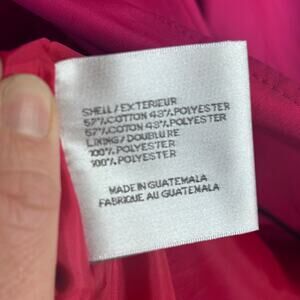 SHELL/EXTERIEUR
57%COTTON 43%POLYESTER
57%COTON 43%POLYESTER
LINING/DOUBLURE
100%POLYESTER
100%POLYESTER
MADE IN GUATEMALA
FABRIQUE AU GUATEMALA